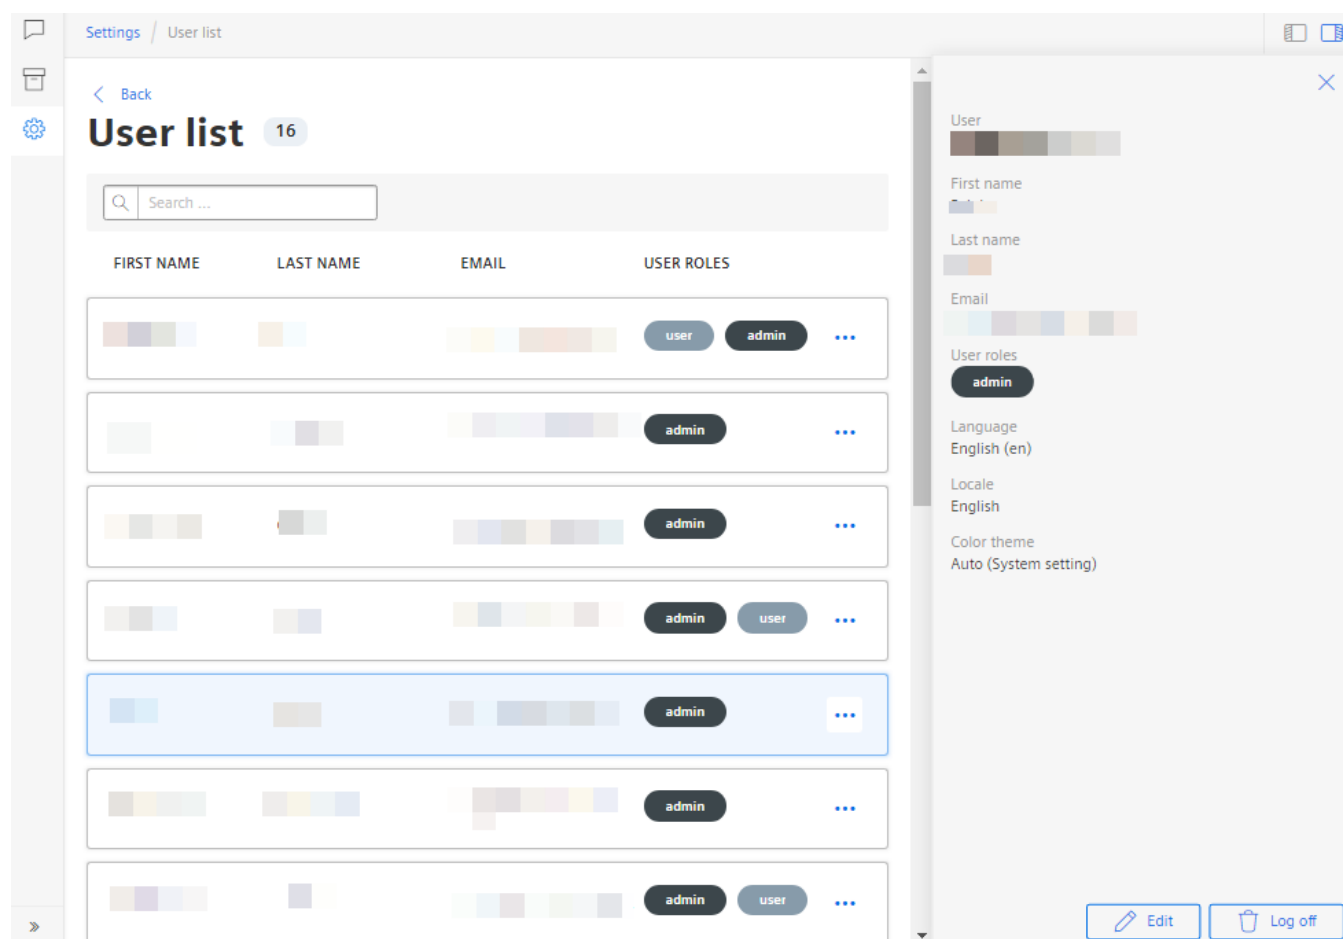 Settings / User list
Back
User list 16
Search ...
FIRST NAME LAST NAME EMAIL USER ROLES
user admin
admin
admin
admin user
admin
admin
admin user
User
First name
Last name
Email
User roles
admin
Language
English (en)
Locale
English
Color theme
Auto (System setting)
Edit Log off